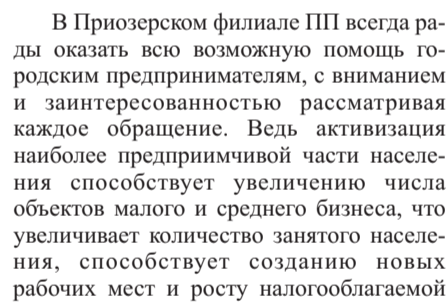 В Приозерском филиале ПП всегда ра-
ды оказать всю возможную помощь го-
родским предпринимателям, с вниманием
и заинтересованностью рассматривая
каждое обращение. Ведь активизация
наиболее предприимчивой части населе-
ния способствует увеличению числа
объектов малого и среднего бизнеса, что
увеличивает количество занятого населе-
ния, способствует созданию новых
рабочих мест и росту налогооблагаемой